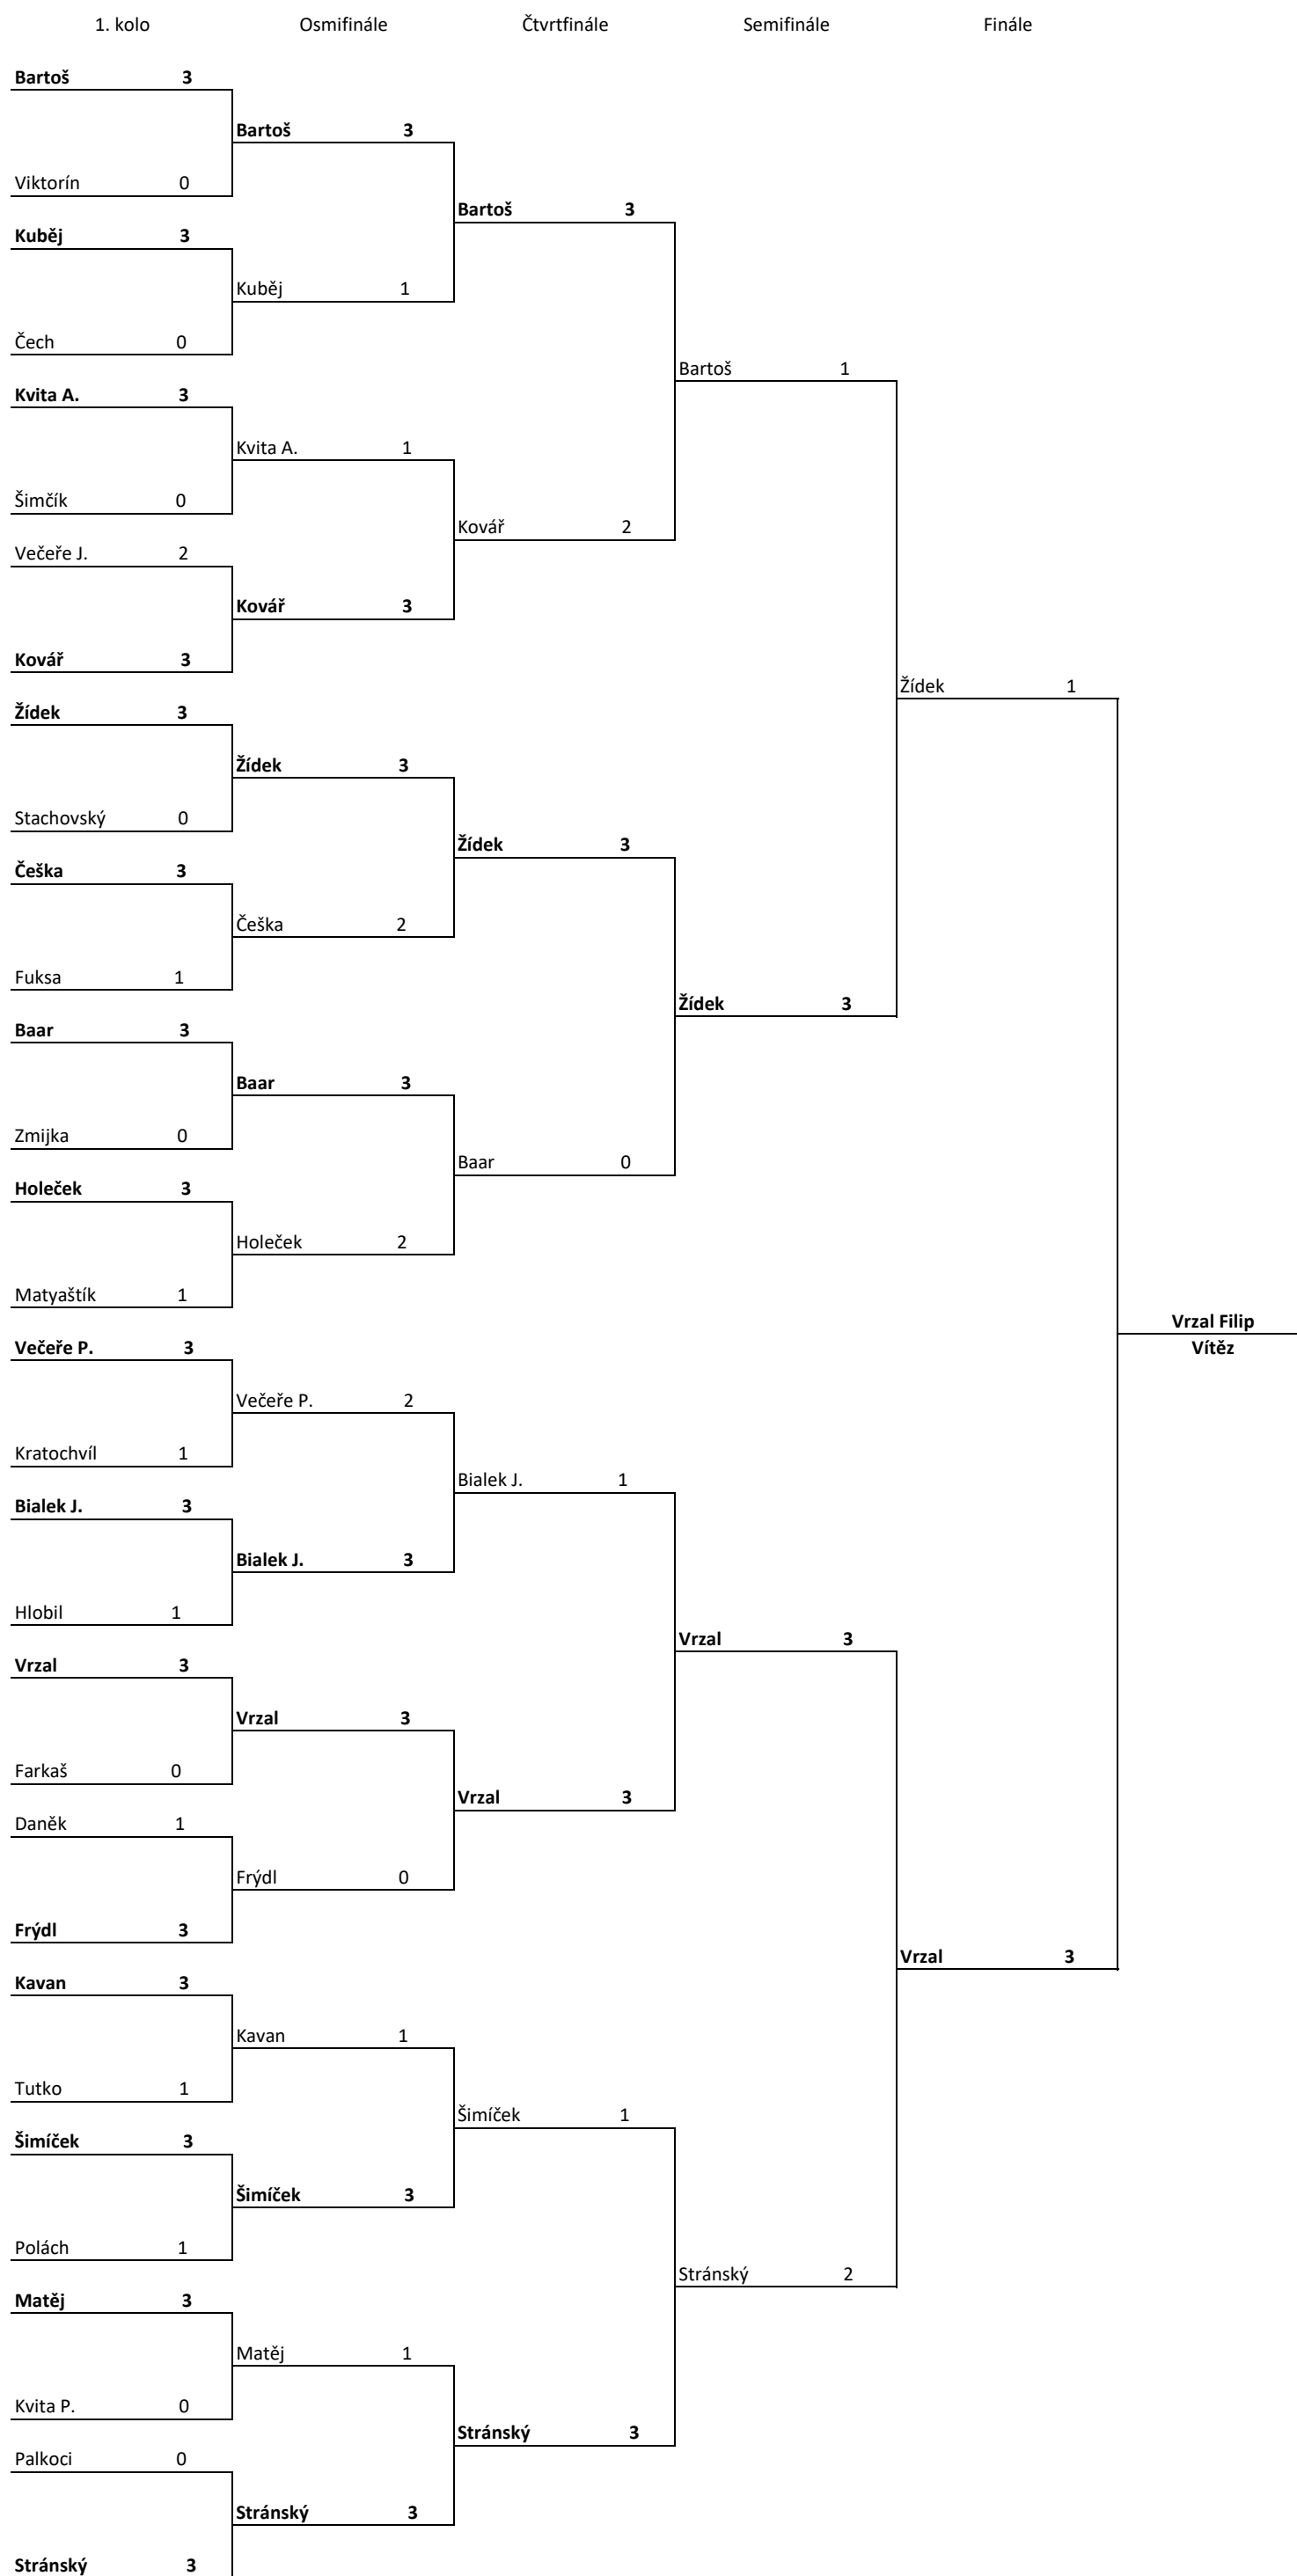 1. kolo Osmifinále Čtvrtfinále Semifinále Finále
Bartoš 3
Bartoš 3
Viktorín 0
Bartoš 3
Kuběj 3
Kuběj 1
Čech 0
Bartoš 1
Kvita A. 3
Kvita A. 1
Šimčík 0
Kovář 2
Večeře J. 2
Kovář 3
Kovář 3
Žídek 1
Žídek 3
Žídek 3
Stachovský 0
Žídek 3
Češka 3
Češka 2
Fuksa 1
Žídek 3
Baar 3
Baar 3
Zmijka 0
Baar 0
Holeček 3
Holeček 2
Matyaštík 1
Vrzal Filip
Večeře P. 3
Vítěz
Večeře P. 2
Kratochvíl 1
Bialek J. 1
Bialek J. 3
Bialek J. 3
Hlobil 1
Vrzal 3
Vrzal 3
Vrzal 3
Farkaš 0
Vrzal 3
Daněk 1
Frýdl 0
Frýdl 3
Vrzal 3
Kavan 3
Kavan 1
Tutko 1
Šimíček 1
Šimíček 3
Šimíček 3
Polách 1
Stránský 2
Matěj 3
Matěj 1
Kvita P. 0
Stránský 3
Palkoci 0
Stránský 3
Stránský 3